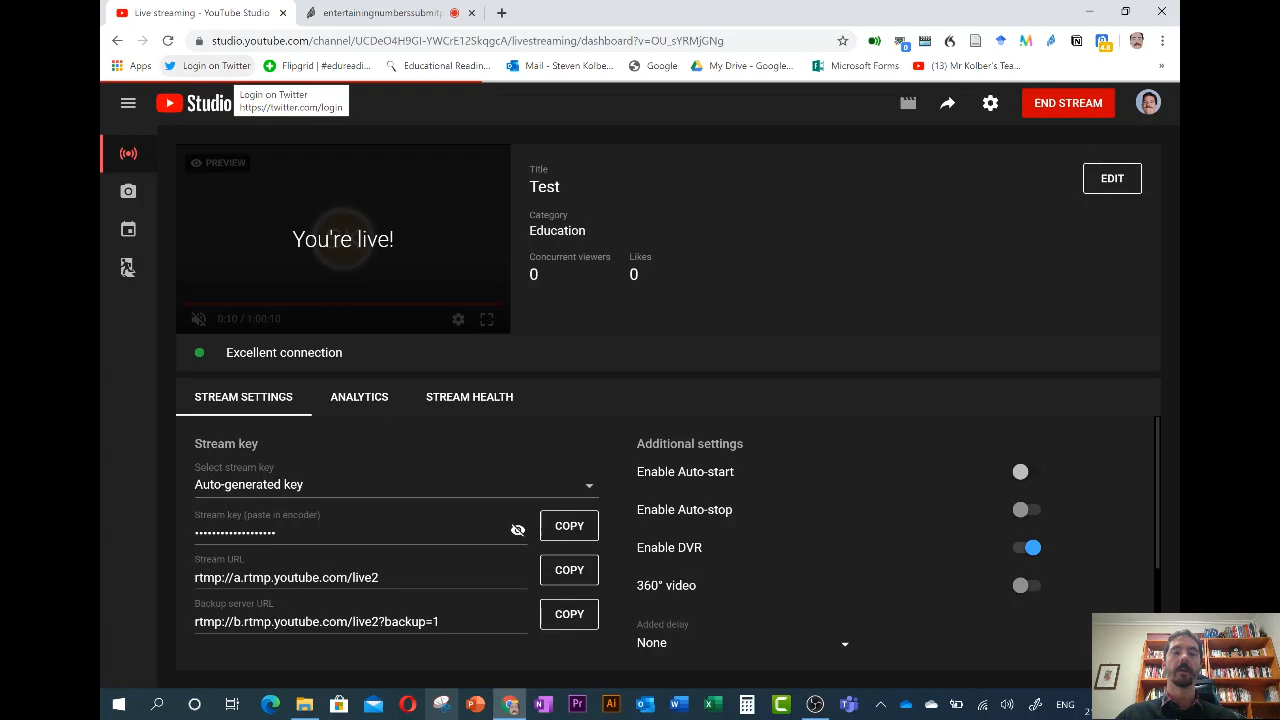 Live streaming - YouTube Studio
entertainingnumberssubmit
studio.youtube.com/channel/UCDeO4H8GI-YWCrE12SkqgcA/livestreaming/dashboard?v=OU_sYRMjGNg
Apps
Login on Twitter
Flipgrid | #edureadi...
Educational Readin...
Mail Steven Kolber...
Google
My Drive - Google...
Microsoft Forms
(13) Mr Kolber's Tea...
Login on Twitter
https://twitter.com/login
Studio
END STREAM
PREVIEW
You're live!
0:10 / 1:00:10
Title
Test
EDIT
Category
Education
Concurrent viewers
Likes
0
0
Excellent connection
STREAM SETTINGS
ANALYTICS
STREAM HEALTH
Stream key
Select stream key
Auto-generated key
Stream key (paste in encoder)
••••••••••••••••••••
COPY
Stream URL
rtmp://a.rtmp.youtube.com/live2
COPY
Backup server URL
rtmp://b.rtmp.youtube.com/live2?backup=1
COPY
Additional settings
Enable Auto-start
Enable Auto-stop
Enable DVR
360° video
Added delay
None
ENG